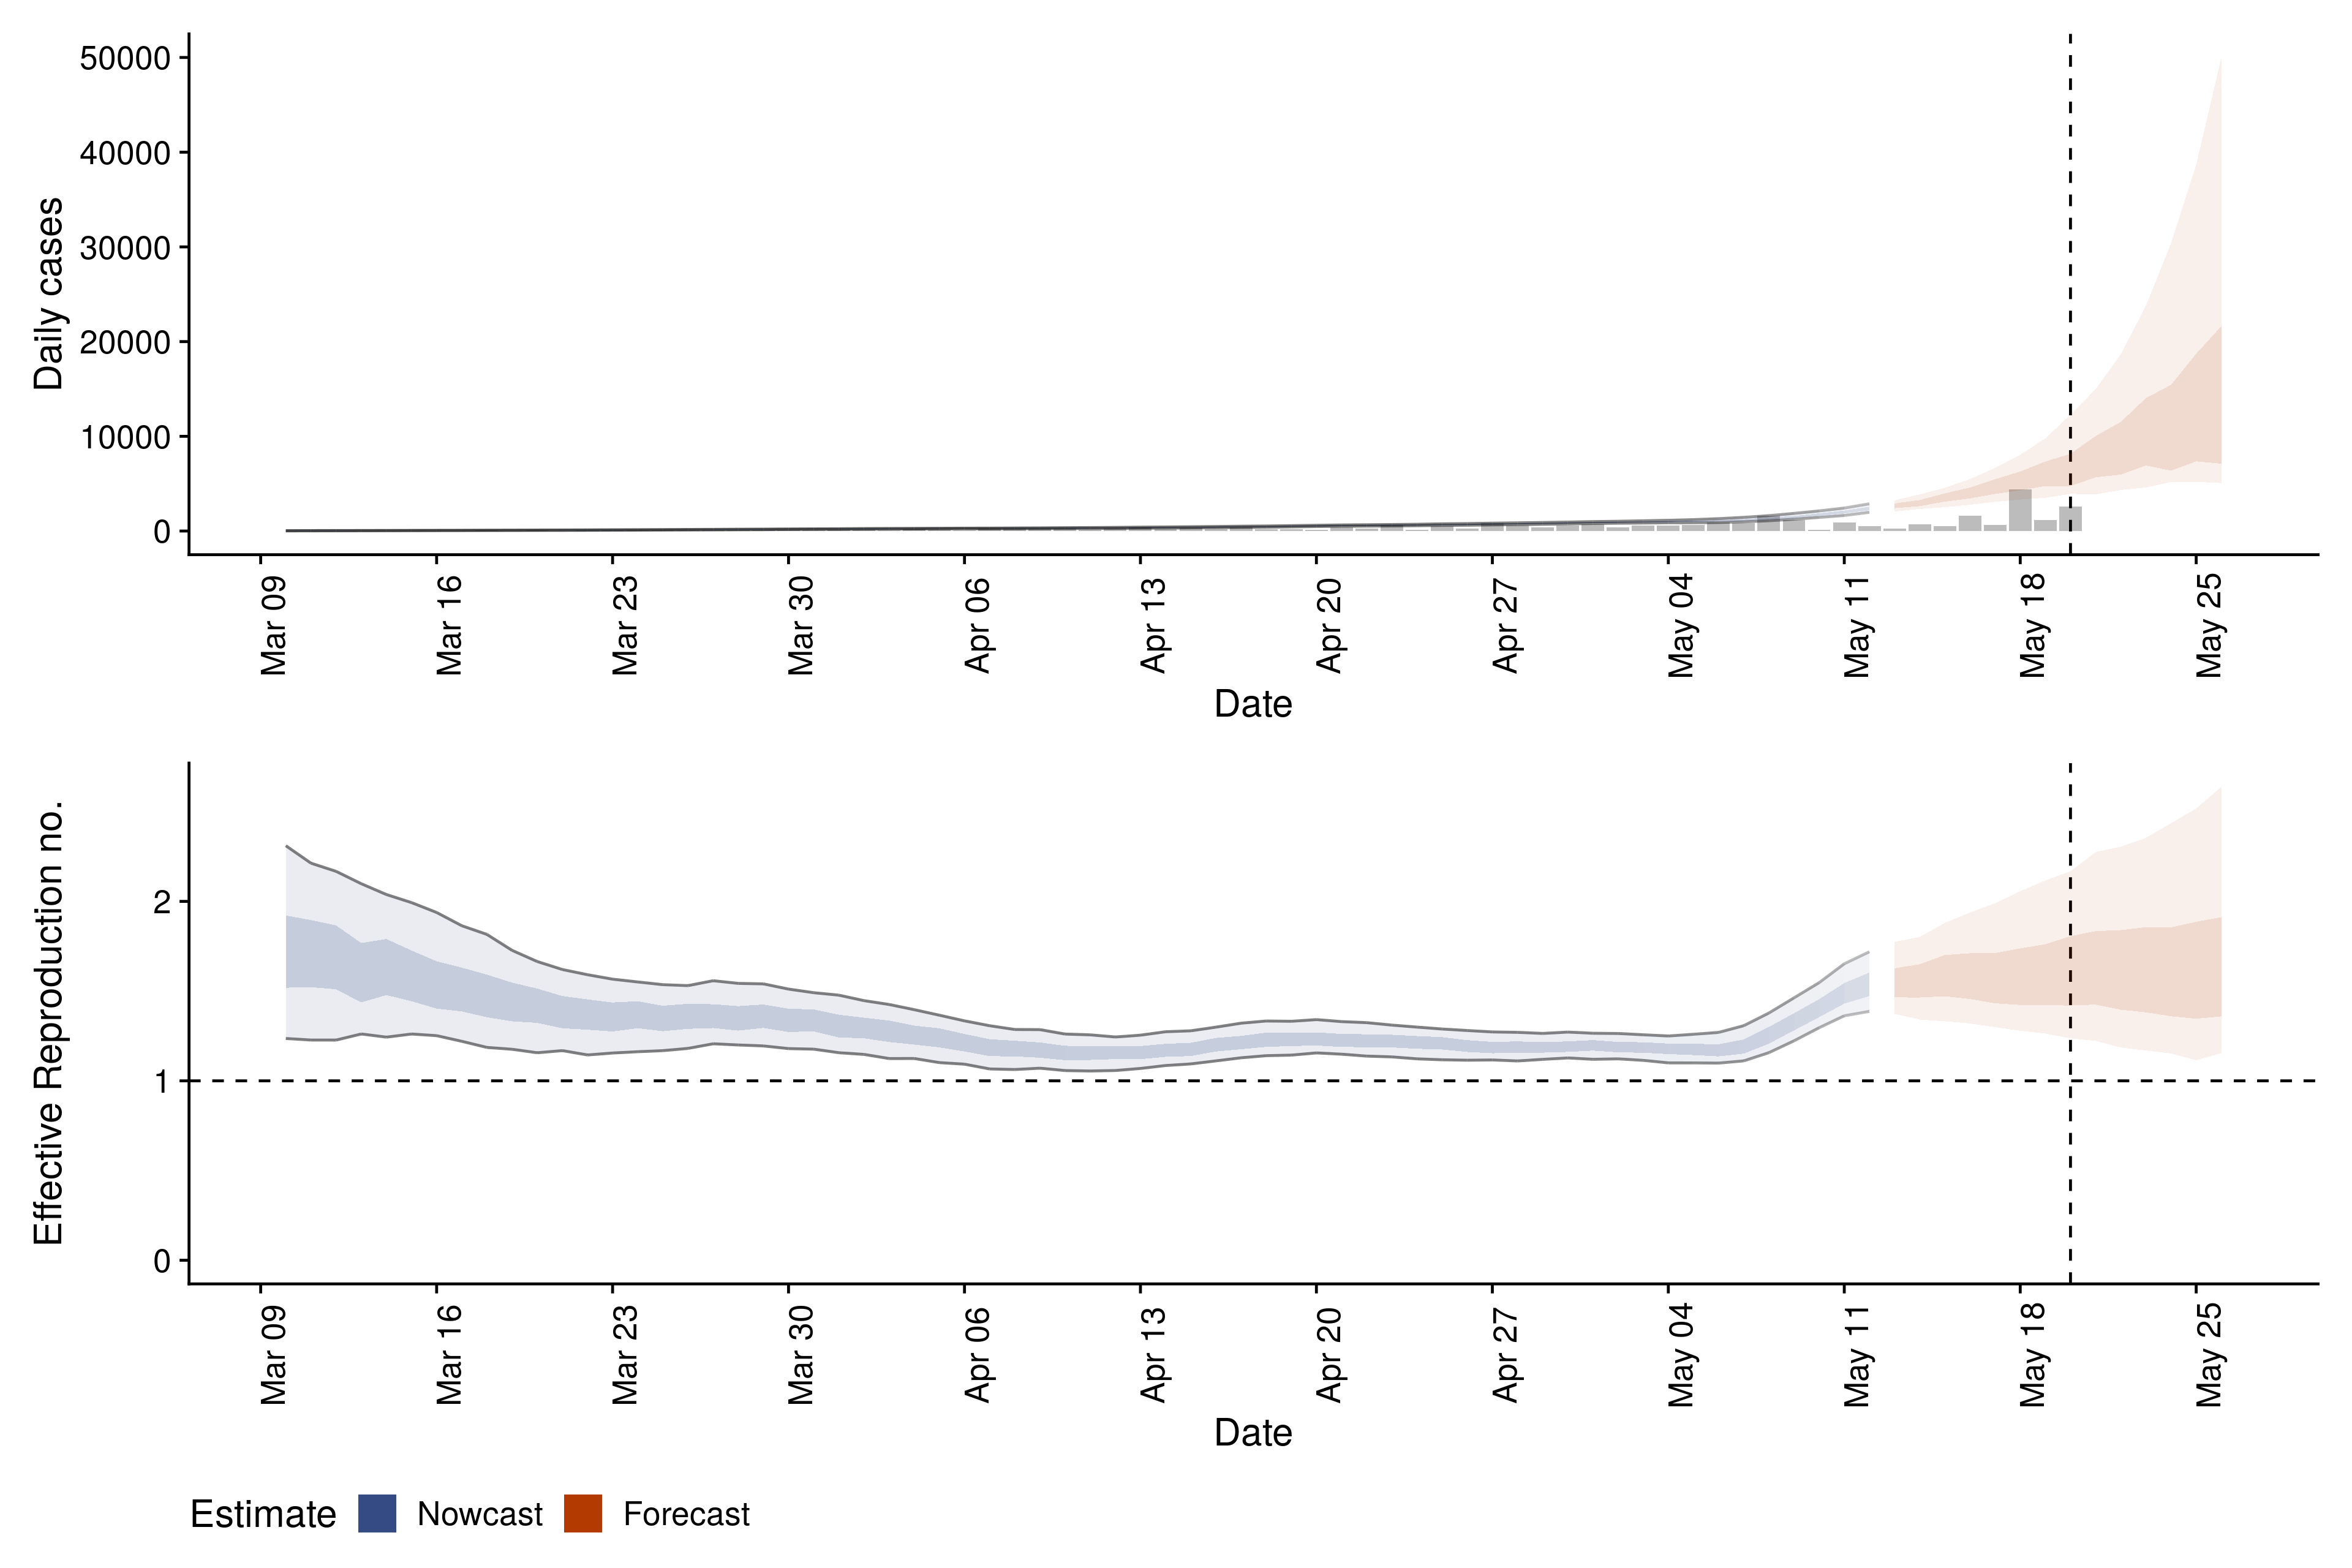 Daily cases
50000
40000
30000
20000
10000
0
Mar 09 Mar 16 Mar 23 Mar 30 Apr 06 Apr 13 Apr 20 Apr 27 May 04 May 11 May 18 May 25
Date
Effective Reproduction no.
2
1
0
Mar 09 Mar 16 Mar 23 Mar 30 Apr 06 Apr 13 Apr 20 Apr 27 May 04 May 11 May 18 May 25
Date
Estimate Nowcast Forecast